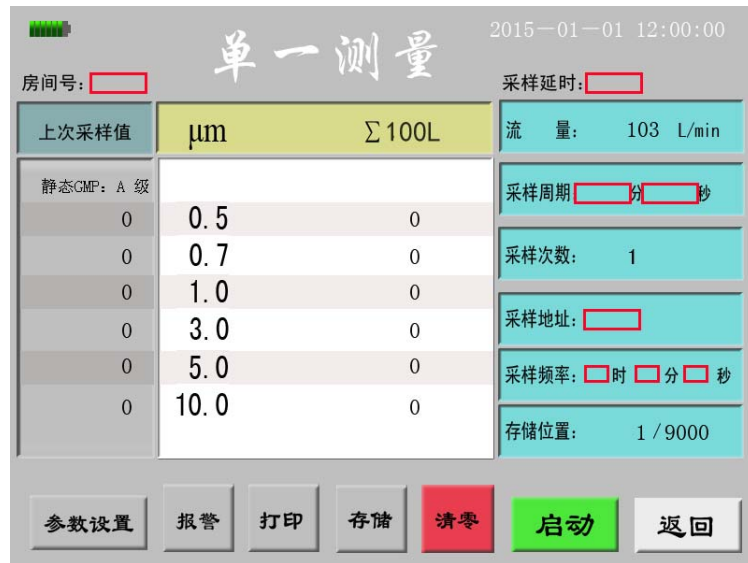 单一测量
2015-01-01 12:00:00
房间号:
采样延时:
上次采样值
μm ∑100L
流 量: 103 L/min
静态GMP: A 级
采样周期 分 秒
0 0.5 0
0 0.7 0
采样次数: 1
0 1.0 0
0 3.0 0
采样地址:
0 5.0 0
采样频率: 时 分 秒
0 10.0 0
存储位置: 1/9000
参数设置 报警 打印 存储 清零 启动 返回